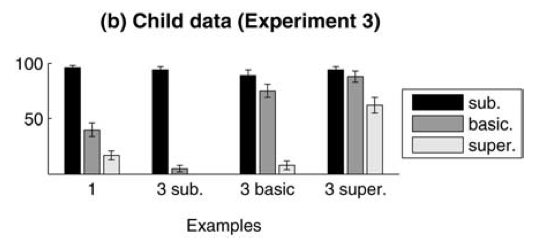 (b) Child data (Experiment 3)
100
50
sub.
basic.
super.
1 3 sub. 3 basic 3 super.
Examples